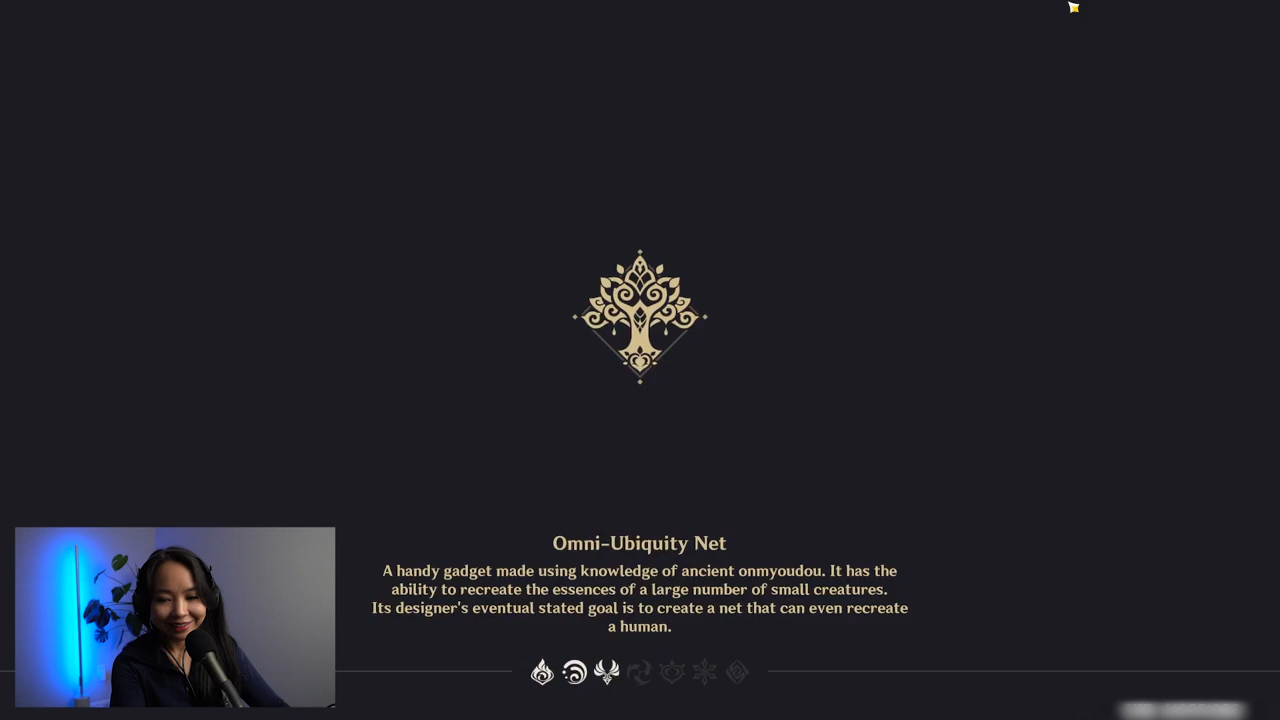 Omni-Ubiquity Net
A handy gadget made using knowledge of ancient onmyoudou. It has the
ability to recreate the essences of a large number of small creatures.
Its designer's eventual stated goal is to create a net that can even recreate
a human.